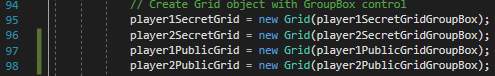 94 // Create Grid object with GroupBox control
95 player1SecretGrid = new Grid(player1SecretGridGroupBox);
96 player2SecretGrid = new Grid(player2SecretGridGroupBox);
97 player1PublicGrid = new Grid(player1PublicGridGroupBox);
98 player2PublicGrid = new Grid(player2PublicGridGroupBox);